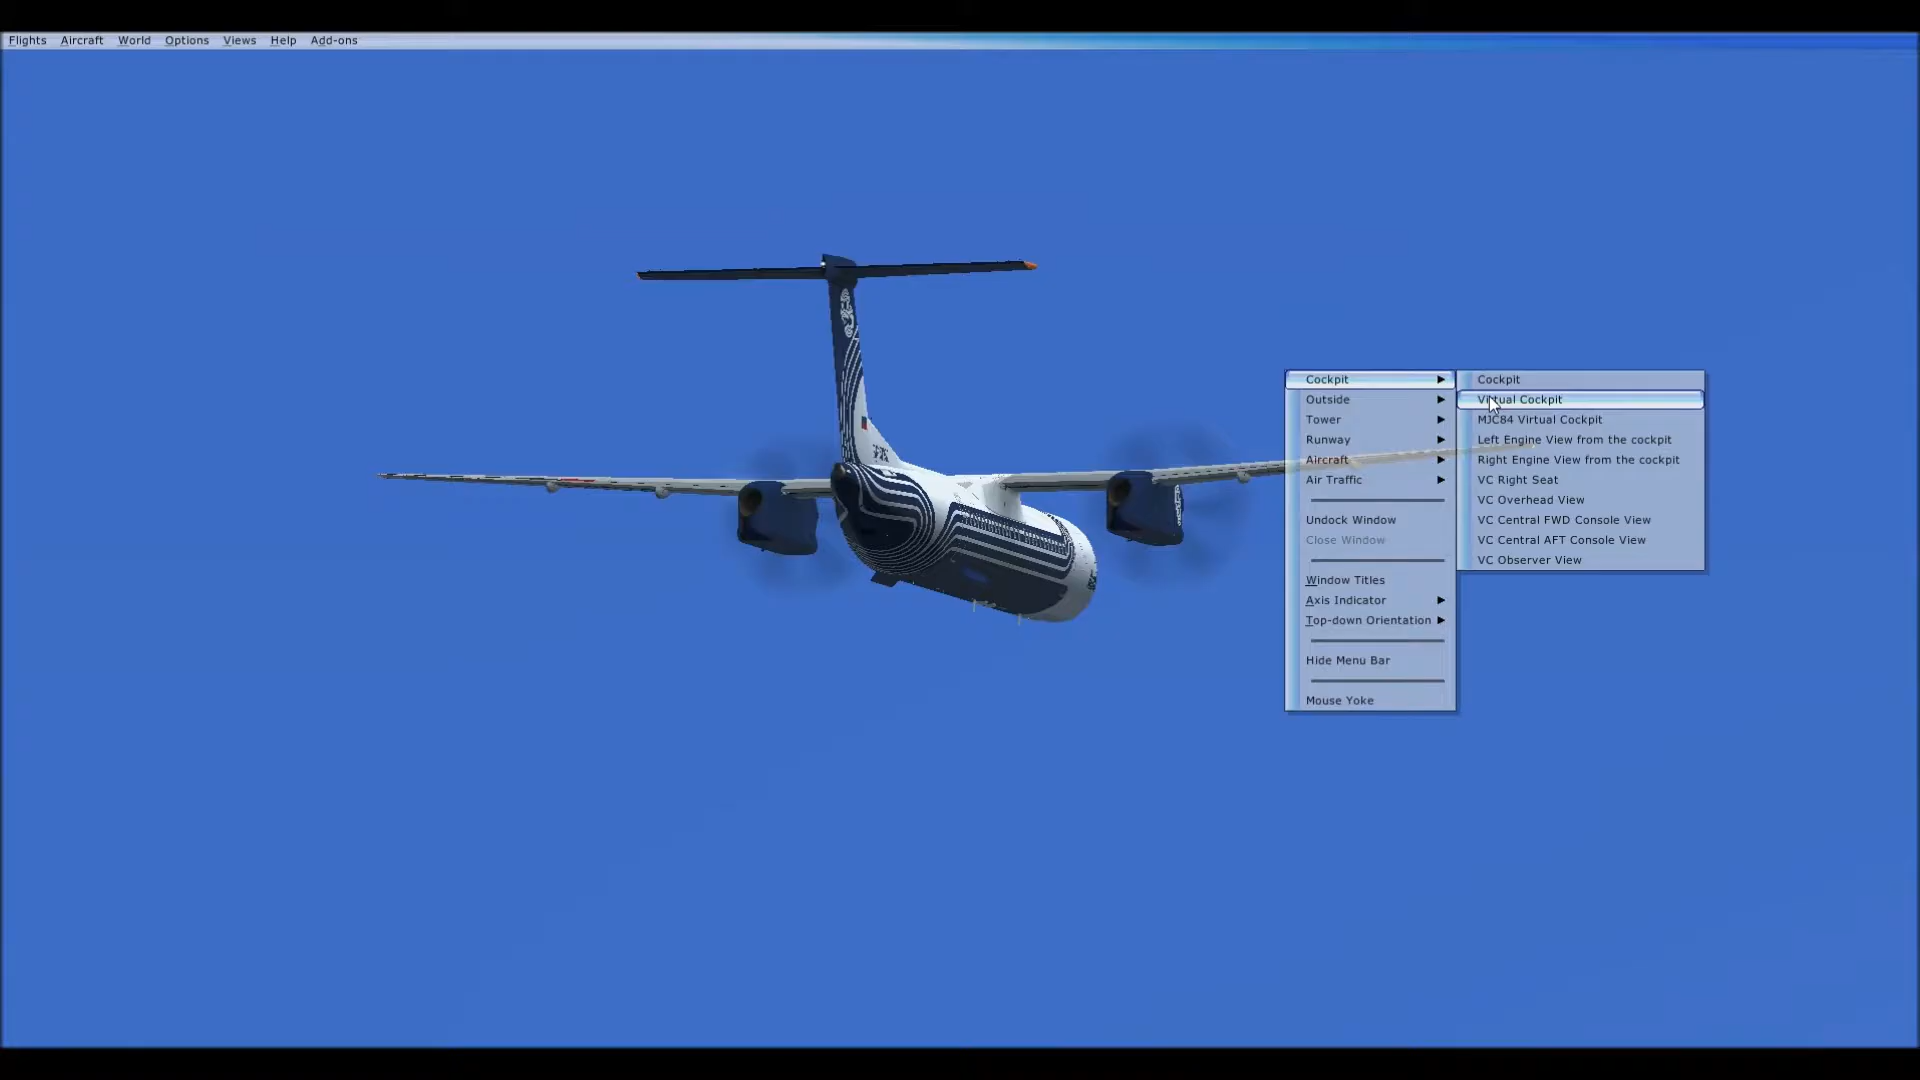 Flights Aircraft World Options Views Help Add-ons
Cockpit
Outside
Tower
Runway
Aircraft
Air Traffic
Undock Window
Close Window
Window Titles
Axis Indicator
Top-down Orientation
Hide Menu Bar
Mouse Yoke
Cockpit
Virtual Cockpit
MJC84 Virtual Cockpit
Left Engine View from the cockpit
Right Engine View from the cockpit
VC Right Seat
VC Overhead View
VC Central FWD Console View
VC Central AFT Console View
VC Observer View